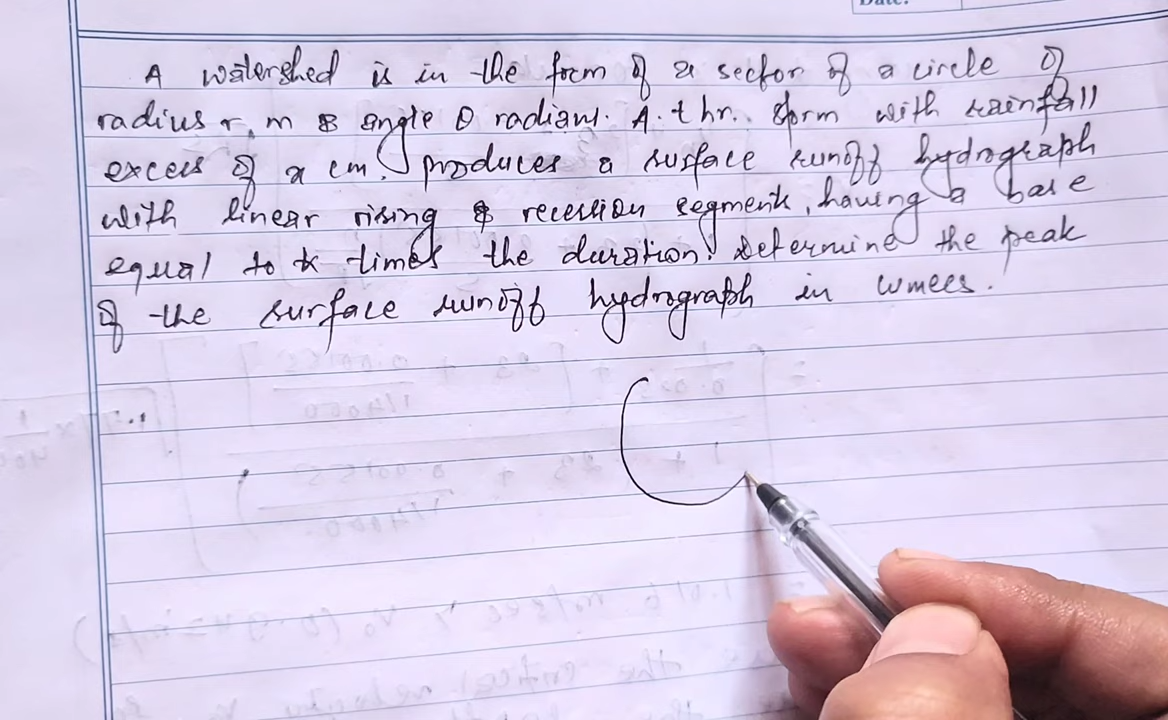 Date:
A watershed is in the form of a sector of a circle of
radius r, m & angle θ radians. A. t hr. storm with rainfall
excess of x cm. produces a surface runoff hydrograph
with linear rising & recession segments, having a base
equal to k times the duration. Determine the peak
of the surface runoff hydrograph in cumecs.